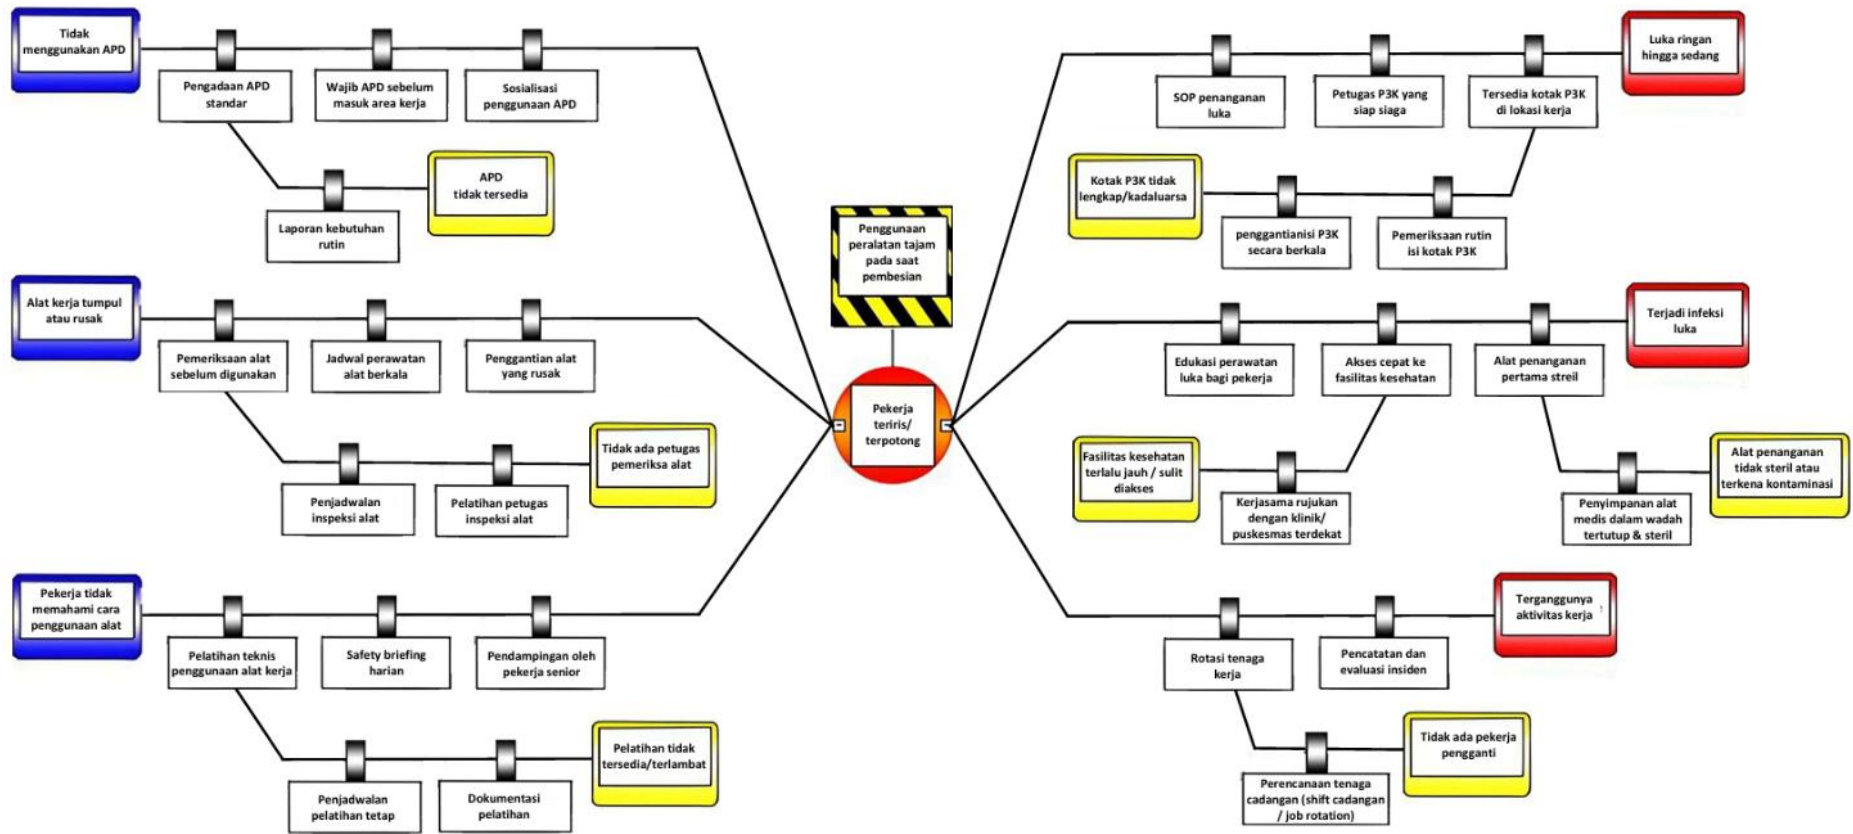 Tidak
menggunakan APD
Pengadaan APD
standar
Wajib APD sebelum
masuk area kerja
Sosialisasi
penggunaan APD
APD
tidak tersedia
Laporan kebutuhan
rutin
Alat kerja tumpul
atau rusak
Pemeriksaan alat
sebelum digunakan
Jadwal perawatan
alat berkala
Penggantian alat
yang rusak
Tidak ada petugas
pemeriksa alat
Penjadwalan
inspeksi alat
Pelatihan petugas
inspeksi alat
Pekerja tidak
memahami cara
penggunaan alat
Pelatihan teknis
penggunaan alat kerja
Safety briefing
harian
Pendampingan oleh
pekerja senior
Pelatihan tidak
tersedia/terlambat
Penjadwalan
pelatihan tetap
Dokumentasi
pelatihan
Penggunaan
peralatan tajam
pada saat
pembesian
Pekerja
teriris/
terpotong
Luka ringan
hingga sedang
SOP penanganan
luka
Petugas P3K yang
siap siaga
Tersedia kotak P3K
di lokasi kerja
Kotak P3K tidak
lengkap/kadaluarsa
penggantianisi P3K
secara berkala
Pemeriksaan rutin
isi kotak P3K
Terjadi infeksi
luka
Edukasi perawatan
luka bagi pekerja
Akses cepat ke
fasilitas kesehatan
Alat penanganan
pertama streil
Fasilitas kesehatan
terlalu jauh / sulit
diakses
Kerjasama rujukan
dengan klinik/
puskesmas terdekat
Alat penanganan
tidak steril atau
terkena kontaminasi
Penyimpanan alat
medis dalam wadah
tertutup & steril
Terganggunya
aktivitas kerja
Rotasi tenaga
kerja
Pencatatan dan
evaluasi insiden
Tidak ada pekerja
pengganti
Perencanaan tenaga
cadangan (shift cadangan
/ job rotation)